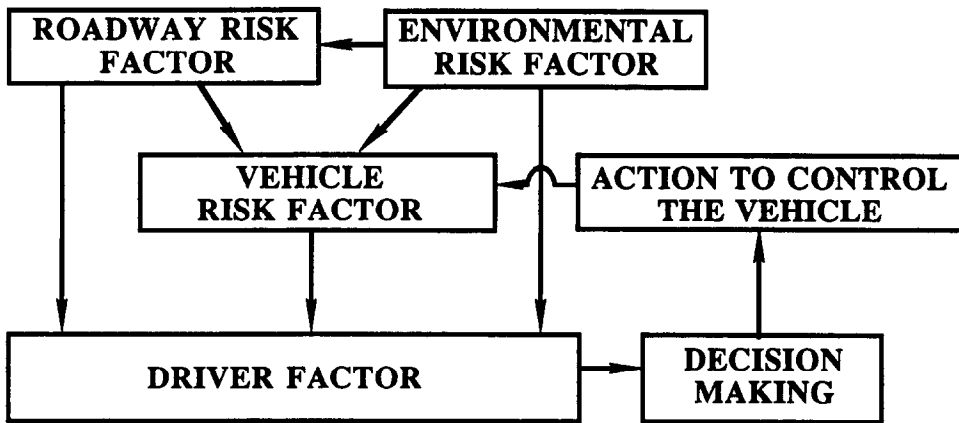 ROADWAY RISK
FACTOR
ENVIRONMENTAL
RISK FACTOR
VEHICLE
RISK FACTOR
ACTION TO CONTROL
THE VEHICLE
DRIVER FACTOR
DECISION
MAKING